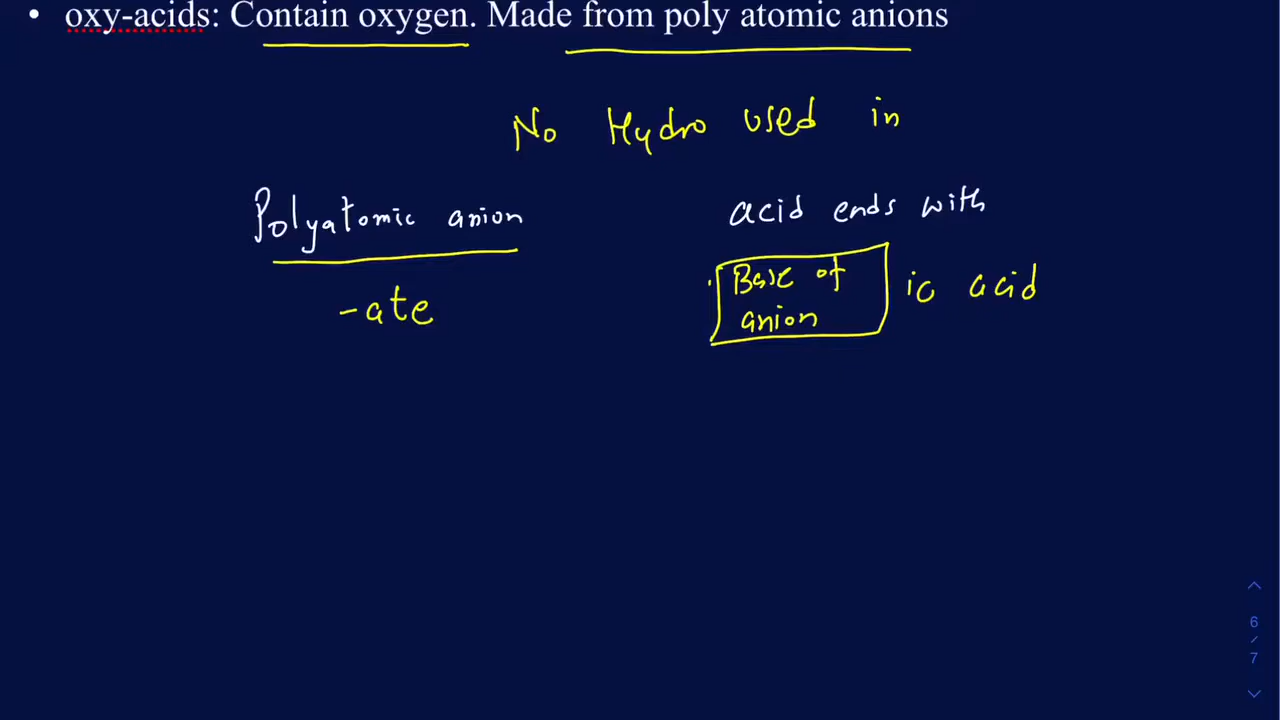 • oxy-acids: Contain oxygen. Made from poly atomic anions
No Hydro used in
Polyatomic anion
acid ends with
-ate
Base of anion ic acid
6
/
7